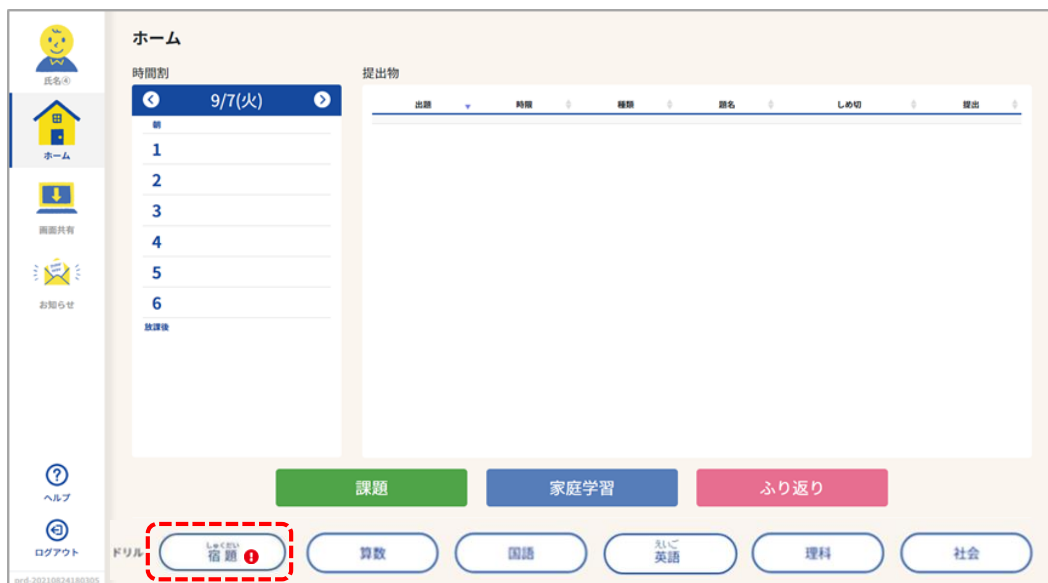 氏名④
ホーム
画面共有
お知らせ
ヘルプ
ログアウト
prd-20210824180305
ホーム
時間割
9/7(火)
朝
1
2
3
4
5
6
放課後
提出物
出題 時限 種類 題名 しめ切 提出
課題 家庭学習 ふり返り
ドリル
しゅくだい
宿題
算数
国語
えいご
英語
理科
社会